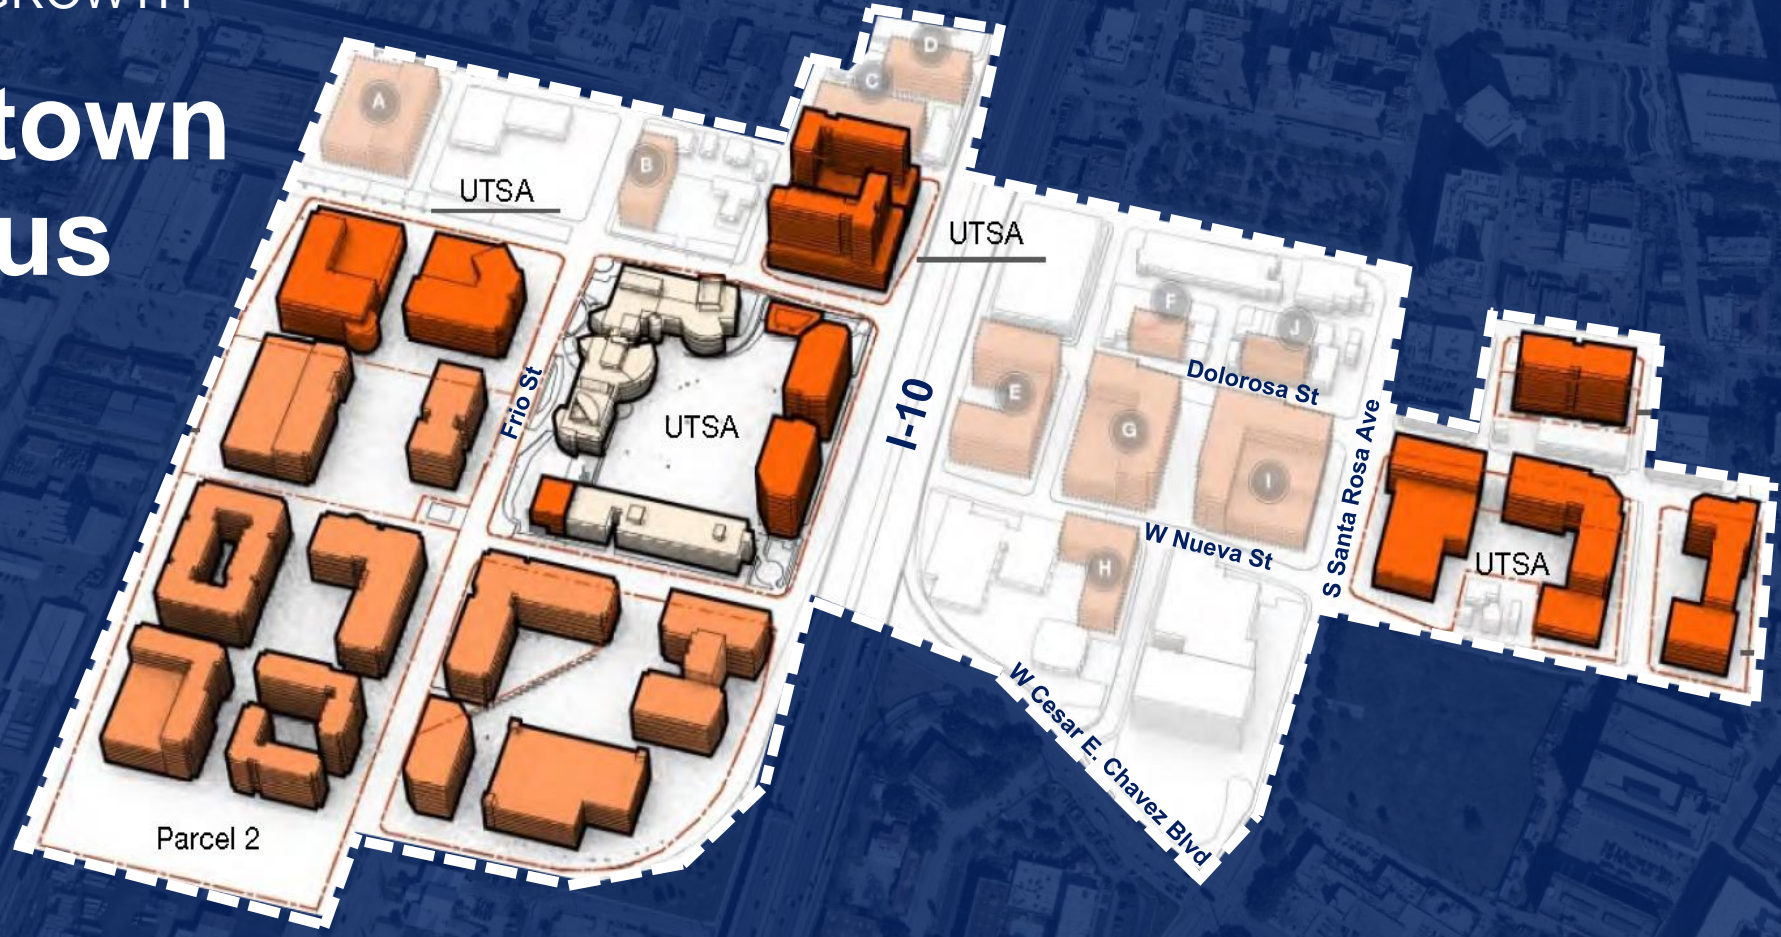 GROWTH
town
us
A
B
C
D
UTSA
UTSA
Frio St
UTSA
I-10
E
F
J
Dolorosa St
G
I
S Santa Rosa Ave
H
W Nueva St
UTSA
W Cesar E. Chavez Blvd
Parcel 2